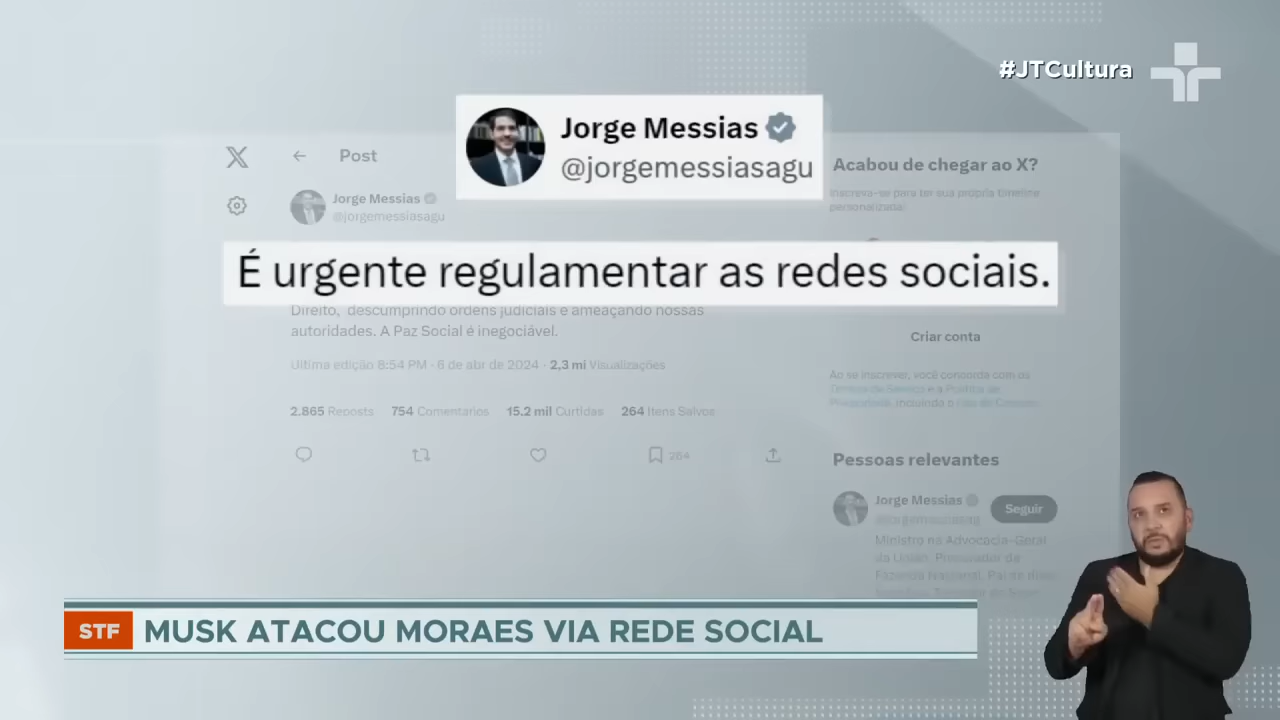 #JTCultura
Jorge Messias
@jorgemessiasagu
Post
Jorge Messias
@jorgemessiasagu
É urgente regulamentar as redes sociais.
Direito, descumprindo ordens judiciais e ameaçando nossas
autoridades. A Paz Social é inegociável.
Última edição 8:54 PM · 6 de abr de 2024 · 2,3 mi Visualizações
2.865 Reposts 754 Comentários 15.2 mil Curtidas 264 Itens Salvos
264
Acabou de chegar ao X?
Inscreva-se para ter sua própria timeline
personalizada!
Criar conta
Ao se inscrever, você concorda com os
Termos de Serviço e a Política de
Privacidade, incluindo o
Pessoas relevantes
Jorge Messias
@jorgemessiasag
Seguir
Ministro na Advocacia-Geral
da União. Procurador da
Fazenda Nacional. Pai de
STF
MUSK ATACOU MORAES VIA REDE SOCIAL